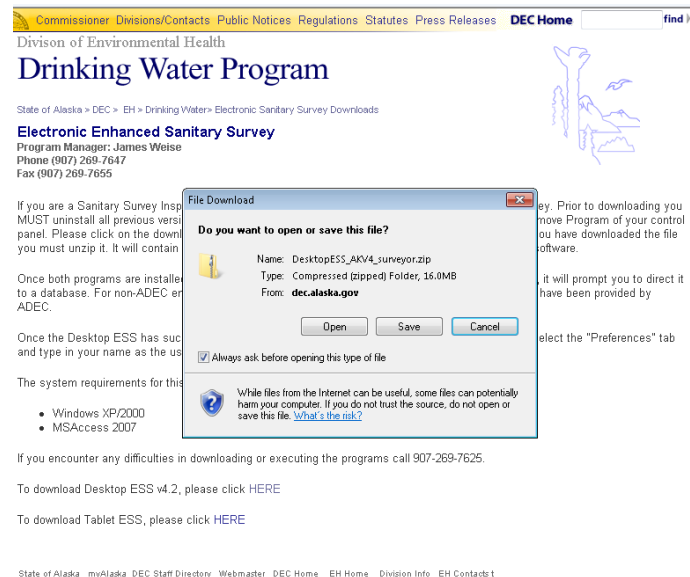 Commissioner Divisions/Contacts Public Notices Regulations Statutes Press Releases DEC Home find
Divison of Environmental Health
Drinking Water Program
State of Alaska > DEC > EH > Drinking Water> Electronic Sanitary Survey Downloads
Electronic Enhanced Sanitary Survey
Program Manager: James Weise
Phone (907) 269-7647
Fax (907) 269-7655
If you are a Sanitary Survey Insp ey. Prior to downloading you
MUST uninstall all previous versi move Program of your control
panel. Please click on the downl ou have downloaded the file
you must unzip it. It will contain oftware.
Once both programs are installe , it will prompt you to direct it
to a database. For non-ADEC en have been provided by
ADEC.
Once the Desktop ESS has suc elect the "Preferences" tab
and type in your name as the us
The system requirements for this
• Windows XP/2000
• MSAccess 2007
If you encounter any difficulties in downloading or executing the programs call 907-269-7625.
To download Desktop ESS v4.2, please click HERE
To download Tablet ESS, please click HERE
State of Alaska myAlaska DEC Staff Directory Webmaster DEC Home EH Home Division Info EH Contacts t
File Download
Do you want to open or save this file?
Name: DesktopESS_AKV4_surveyor.zip
Type: Compressed (zipped) Folder, 16.0MB
From: dec.alaska.gov
Open Save Cancel
Always ask before opening this type of file
While files from the Internet can be useful, some files can potentially
harm your computer. If you do not trust the source, do not open or
save this file. What's the risk?